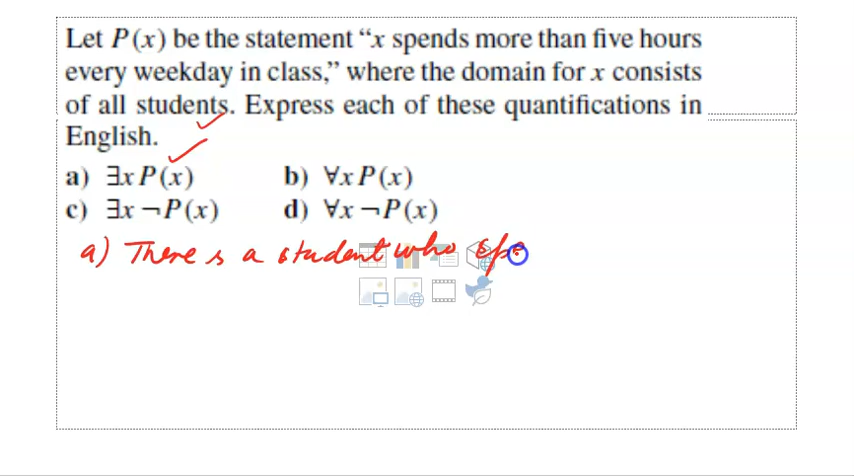 Let P(x) be the statement “x spends more than five hours
every weekday in class,” where the domain for x consists
of all students. Express each of these quantifications in
English.
a) ∃x P(x) b) ∀x P(x)
c) ∃x ¬P(x) d) ∀x ¬P(x)
a) There is a student who spe